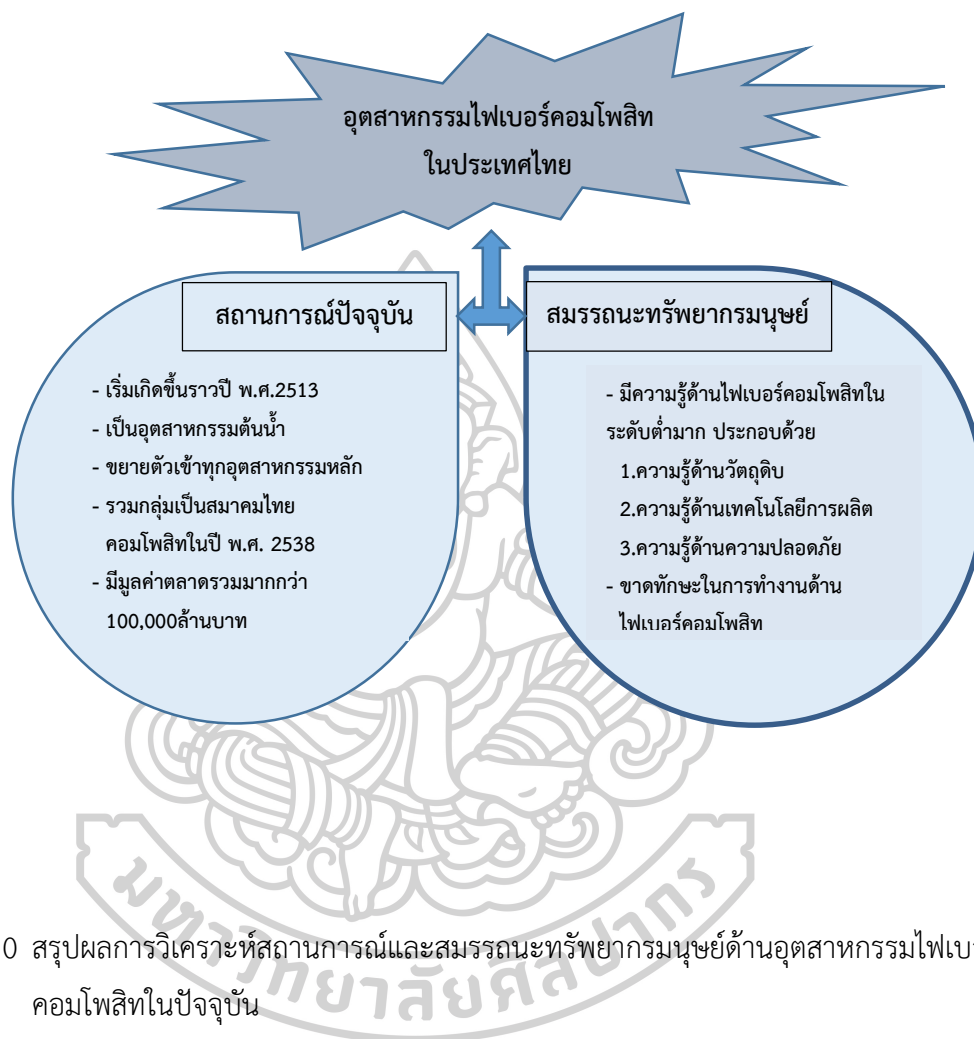 อุตสาหกรรมไฟเบอร์คอมโพสิท
ในประเทศไทย
สถานการณ์ปัจจุบัน
- เริ่มเกิดขึ้นราวปี พ.ศ.2513
- เป็นอุตสาหกรรมต้นน้ำ
- ขยายตัวเข้าทุกอุตสาหกรรมหลัก
- รวมกลุ่มเป็นสมาคมไทย
คอมโพสิทในปี พ.ศ. 2538
- มีมูลค่าตลาดรวมมากกว่า
100,000ล้านบาท
สมรรถนะทรัพยากรมนุษย์
- มีความรู้ด้านไฟเบอร์คอมโพสิทใน
ระดับต่ำมาก ประกอบด้วย
1.ความรู้ด้านวัตถุดิบ
2.ความรู้ด้านเทคโนโลยีการผลิต
3.ความรู้ด้านความปลอดภัย
- ขาดทักษะในการทำงานด้าน
ไฟเบอร์คอมโพสิท
0 สรุปผลการวิเคราะห์สถานการณ์และสมรรถนะทรัพยากรมนุษย์ด้านอุตสาหกรรมไฟเบ
คอมโพสิทในปัจจุบัน
มหาวิทยาลัยศิลปากร